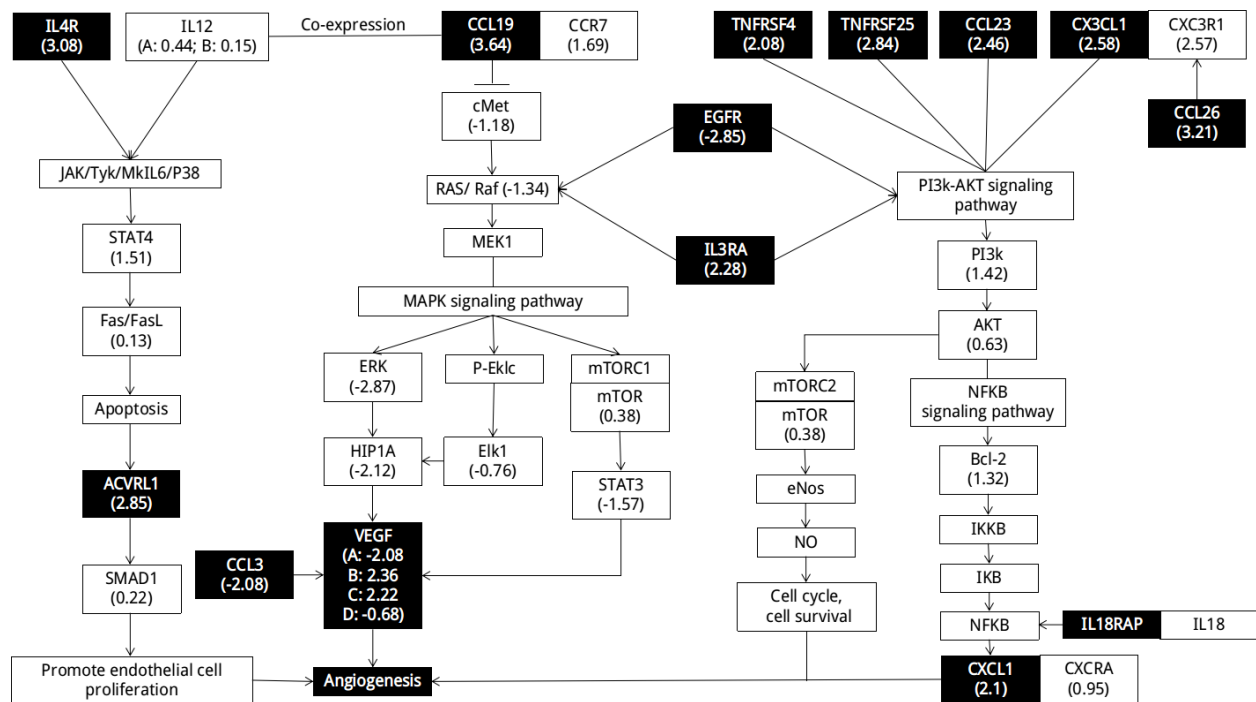 IL4R
(3.08)
IL12
(A: 0.44; B: 0.15)
Co-expression
CCL19
(3.64)
CCR7
(1.69)
TNFRSF4
(2.08)
TNFRSF25
(2.84)
CCL23
(2.46)
CX3CL1
(2.58)
CXC3R1
(2.57)
CCL26
(3.21)
cMet
(-1.18)
EGFR
(-2.85)
JAK/Tyk/MkIL6/P38
RAS/ Raf (-1.34)
PI3k-AKT signaling
pathway
STAT4
(1.51)
MEK1
IL3RA
(2.28)
PI3k
(1.42)
MAPK signaling pathway
Fas/FasL
(0.13)
AKT
(0.63)
ERK
(-2.87)
P-Eklc
mTORC1
mTOR
(0.38)
mTORC2
mTOR
(0.38)
NFKB
signaling pathway
Apoptosis
HIP1A
(-2.12)
Elk1
(-0.76)
Bcl-2
(1.32)
ACVRL1
(2.85)
STAT3
(-1.57)
eNos
IKKB
VEGF
(A: -2.08
B: 2.36
C: 2.22
D: -0.68)
NO
CCL3
(-2.08)
SMAD1
(0.22)
IKB
Cell cycle,
cell survival
NFKB
IL18RAP
IL18
Promote endothelial cell
proliferation
Angiogenesis
CXCL1
(2.1)
CXCRA
(0.95)